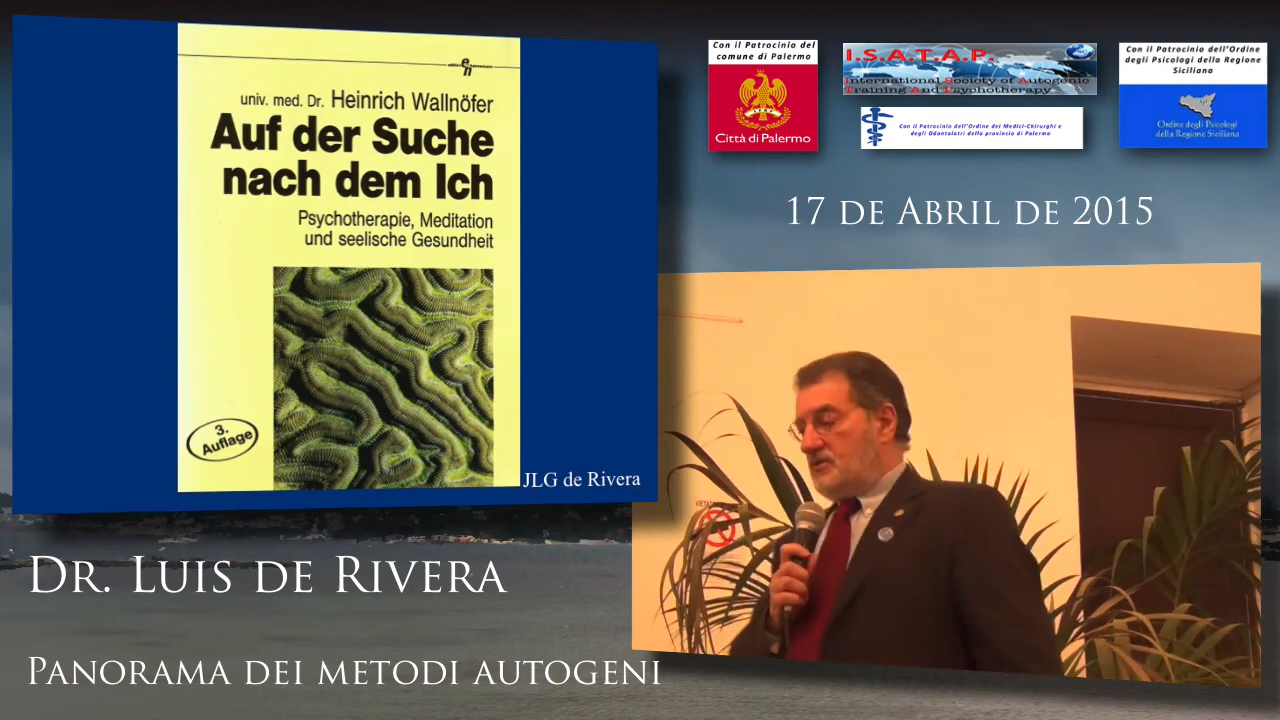 en
univ. med. Dr. Heinrich Wallnöfer
Auf der Suche
nach dem Ich
Psychotherapie, Meditation
und seelische Gesundheit
3.
Auflage
JLG de Rivera
Con il Patrocinio del
comune di Palermo
Città di Palermo
I.S.A.T.A.P.
International Society of Autogenic
Training And Psychotherapy
Con il Patrocinio dell'Ordine dei Medici-Chirurghi e
degli Odontoiatri della provincia di Palermo
Con il Patrocinio dell'Ordine
degli Psicologi della Regione
Siciliana
Ordine degli Psicologi
della Regione Siciliana
17 de Abril de 2015
VIETATO
Dr. Luis de Rivera
Panorama dei metodi autogeni